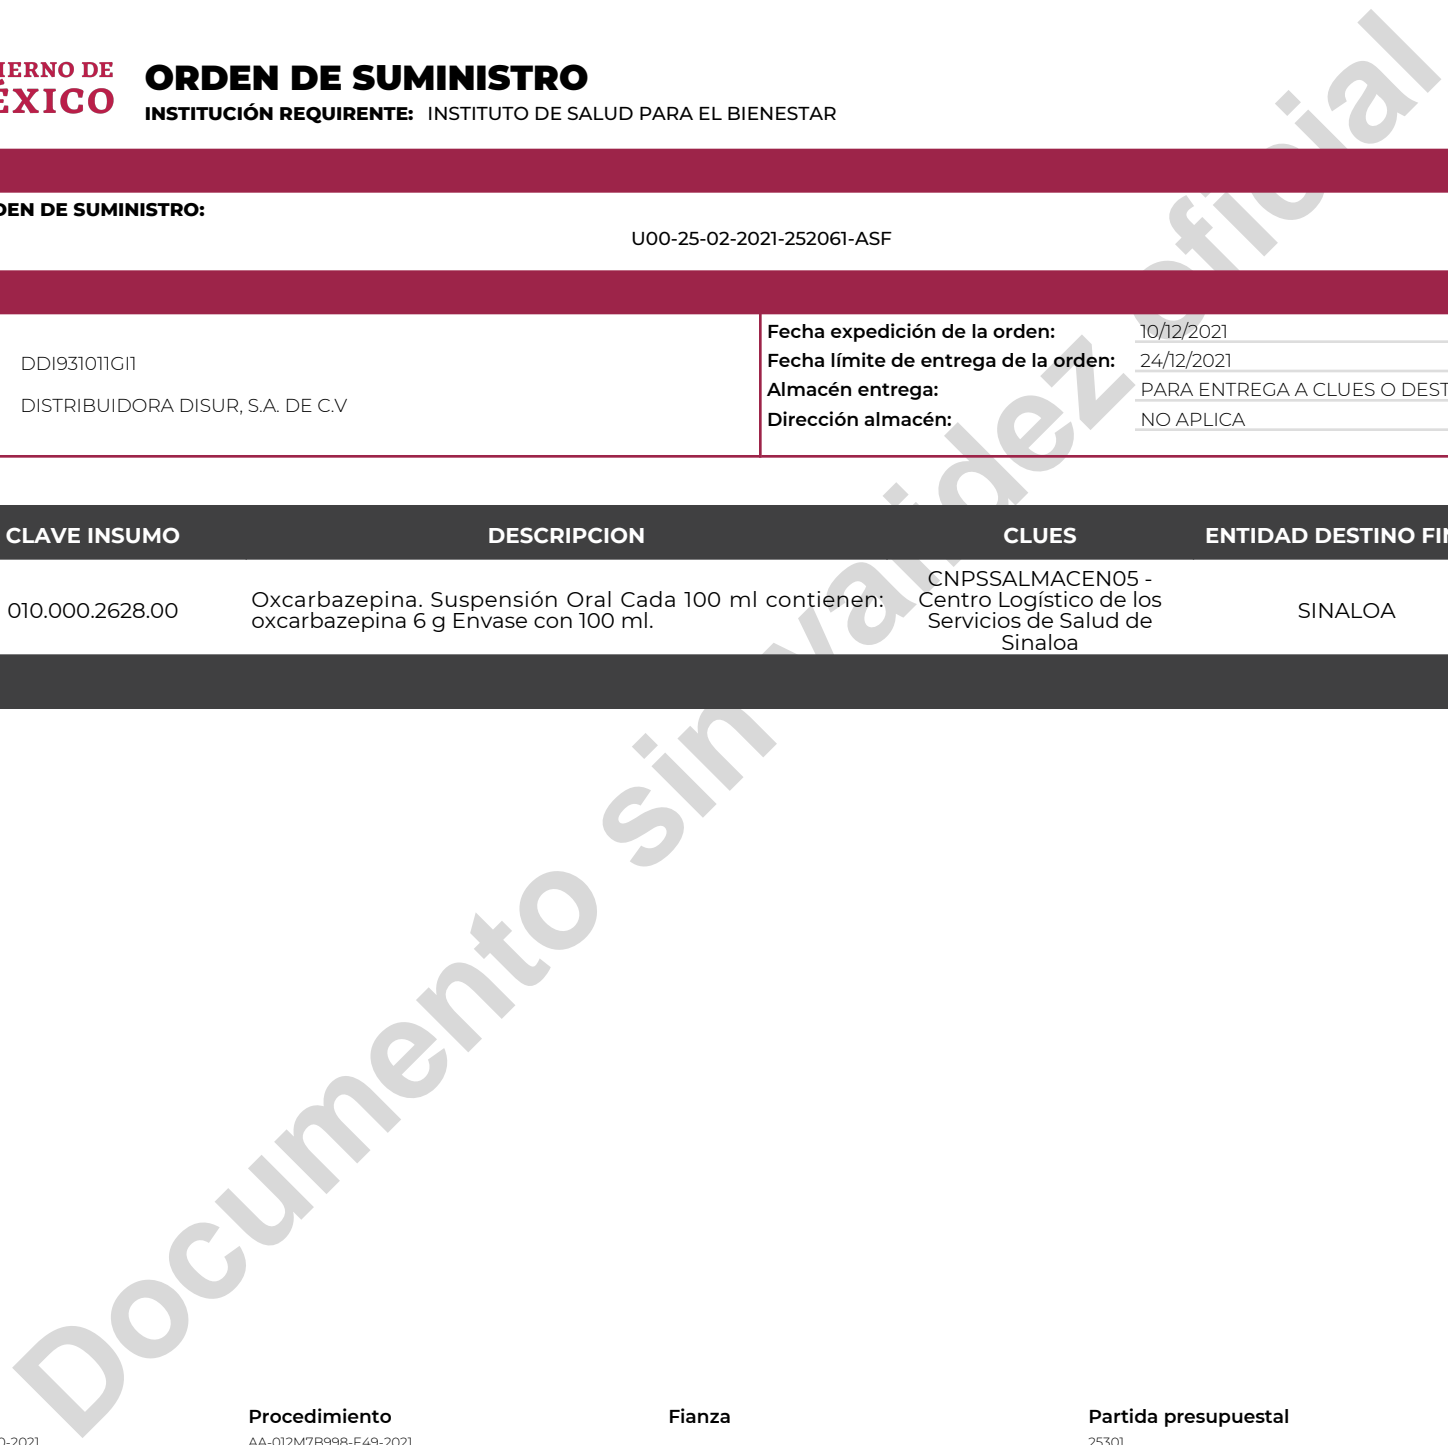 IERNO DE
ÉXICO
ORDEN DE SUMINISTRO
INSTITUCIÓN REQUIRENTE: INSTITUTO DE SALUD PARA EL BIENESTAR
DEN DE SUMINISTRO:
U00-25-02-2021-252061-ASF
DDI931011GI1
DISTRIBUIDORA DISUR, S.A. DE C.V
Fecha expedición de la orden: 10/12/2021
Fecha límite de entrega de la orden: 24/12/2021
Almacén entrega: PARA ENTREGA A CLUES O DEST
Dirección almacén: NO APLICA
CLAVE INSUMO DESCRIPCION CLUES ENTIDAD DESTINO FIN
010.000.2628.00
Oxcarbazepina. Suspensión Oral Cada 100 ml contienen:
oxcarbazepina 6 g Envase con 100 ml.
CNPSSALMACEN05 -
Centro Logístico de los
Servicios de Salud de
Sinaloa
SINALOA
Documento sin validez oficial
Procedimiento Fianza Partida presupuestal
0-2021 AA-012M7B998-E49-2021 25301